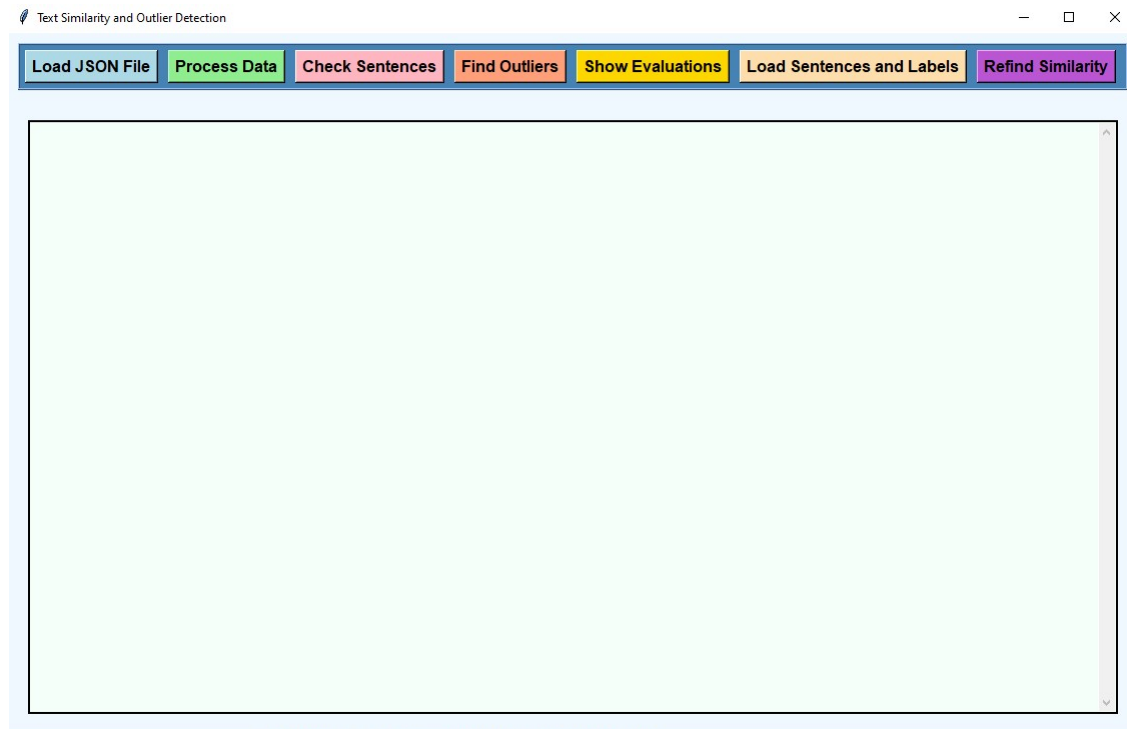 Text Similarity and Outlier Detection
Load JSON File Process Data Check Sentences Find Outliers Show Evaluations Load Sentences and Labels Refind Similarity